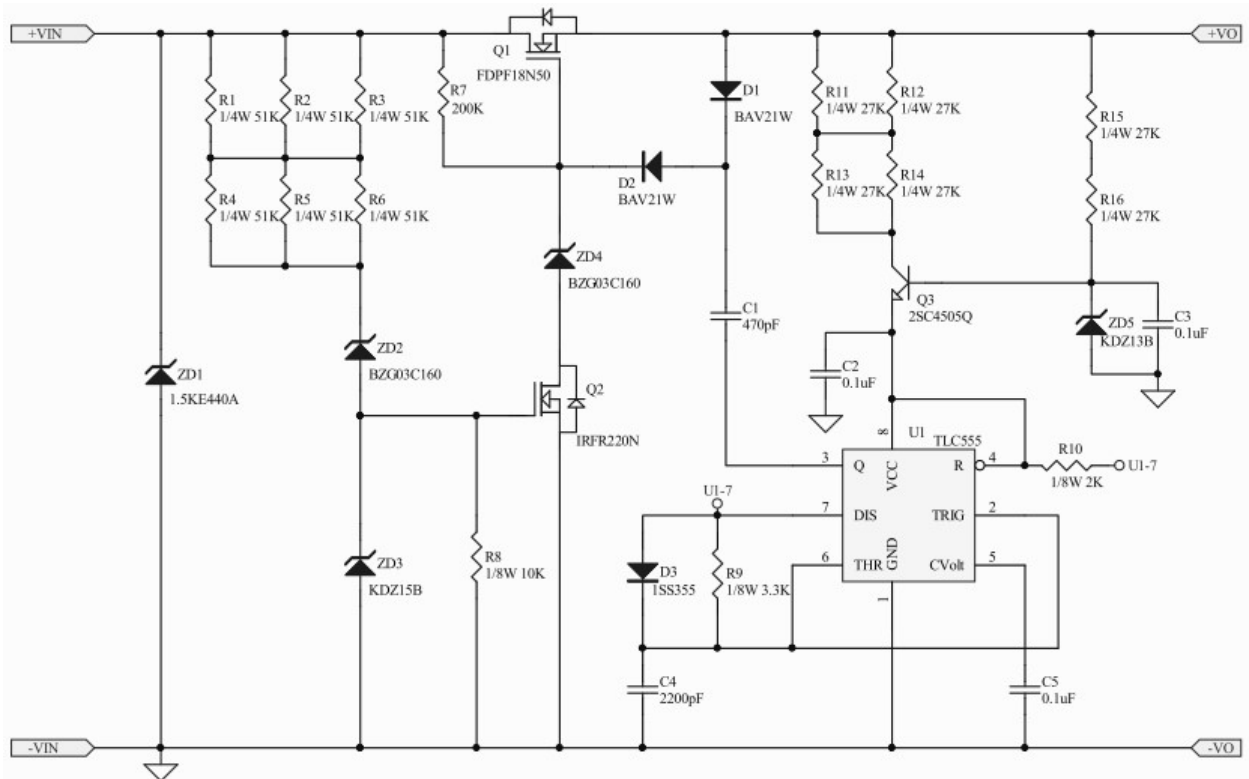 +VIN
+VO
Q1
FDPF18N50
R1
1/4W 51K
R2
1/4W 51K
R3
1/4W 51K
R7
200K
D1
BAV21W
R11
1/4W 27K
R12
1/4W 27K
R15
1/4W 27K
R4
1/4W 51K
R5
1/4W 51K
R6
1/4W 51K
D2
BAV21W
R13
1/4W 27K
R14
1/4W 27K
R16
1/4W 27K
ZD4
BZG03C160
C1
470pF
Q3
2SC4505Q
ZD5
KDZ13B
C3
0.1uF
ZD1
1.5KE440A
ZD2
BZG03C160
Q2
IRFR220N
C2
0.1uF
8
U1
TLC555
3
Q
VCC
R
4
R10
1/8W 2K
U1-7
U1-7
7
DIS
TRIG
2
6
THR
GND
CVolt
5
1
ZD3
KDZ15B
R8
1/8W 10K
D3
1SS355
R9
1/8W 3.3K
C4
2200pF
C5
0.1uF
-VIN
-VO